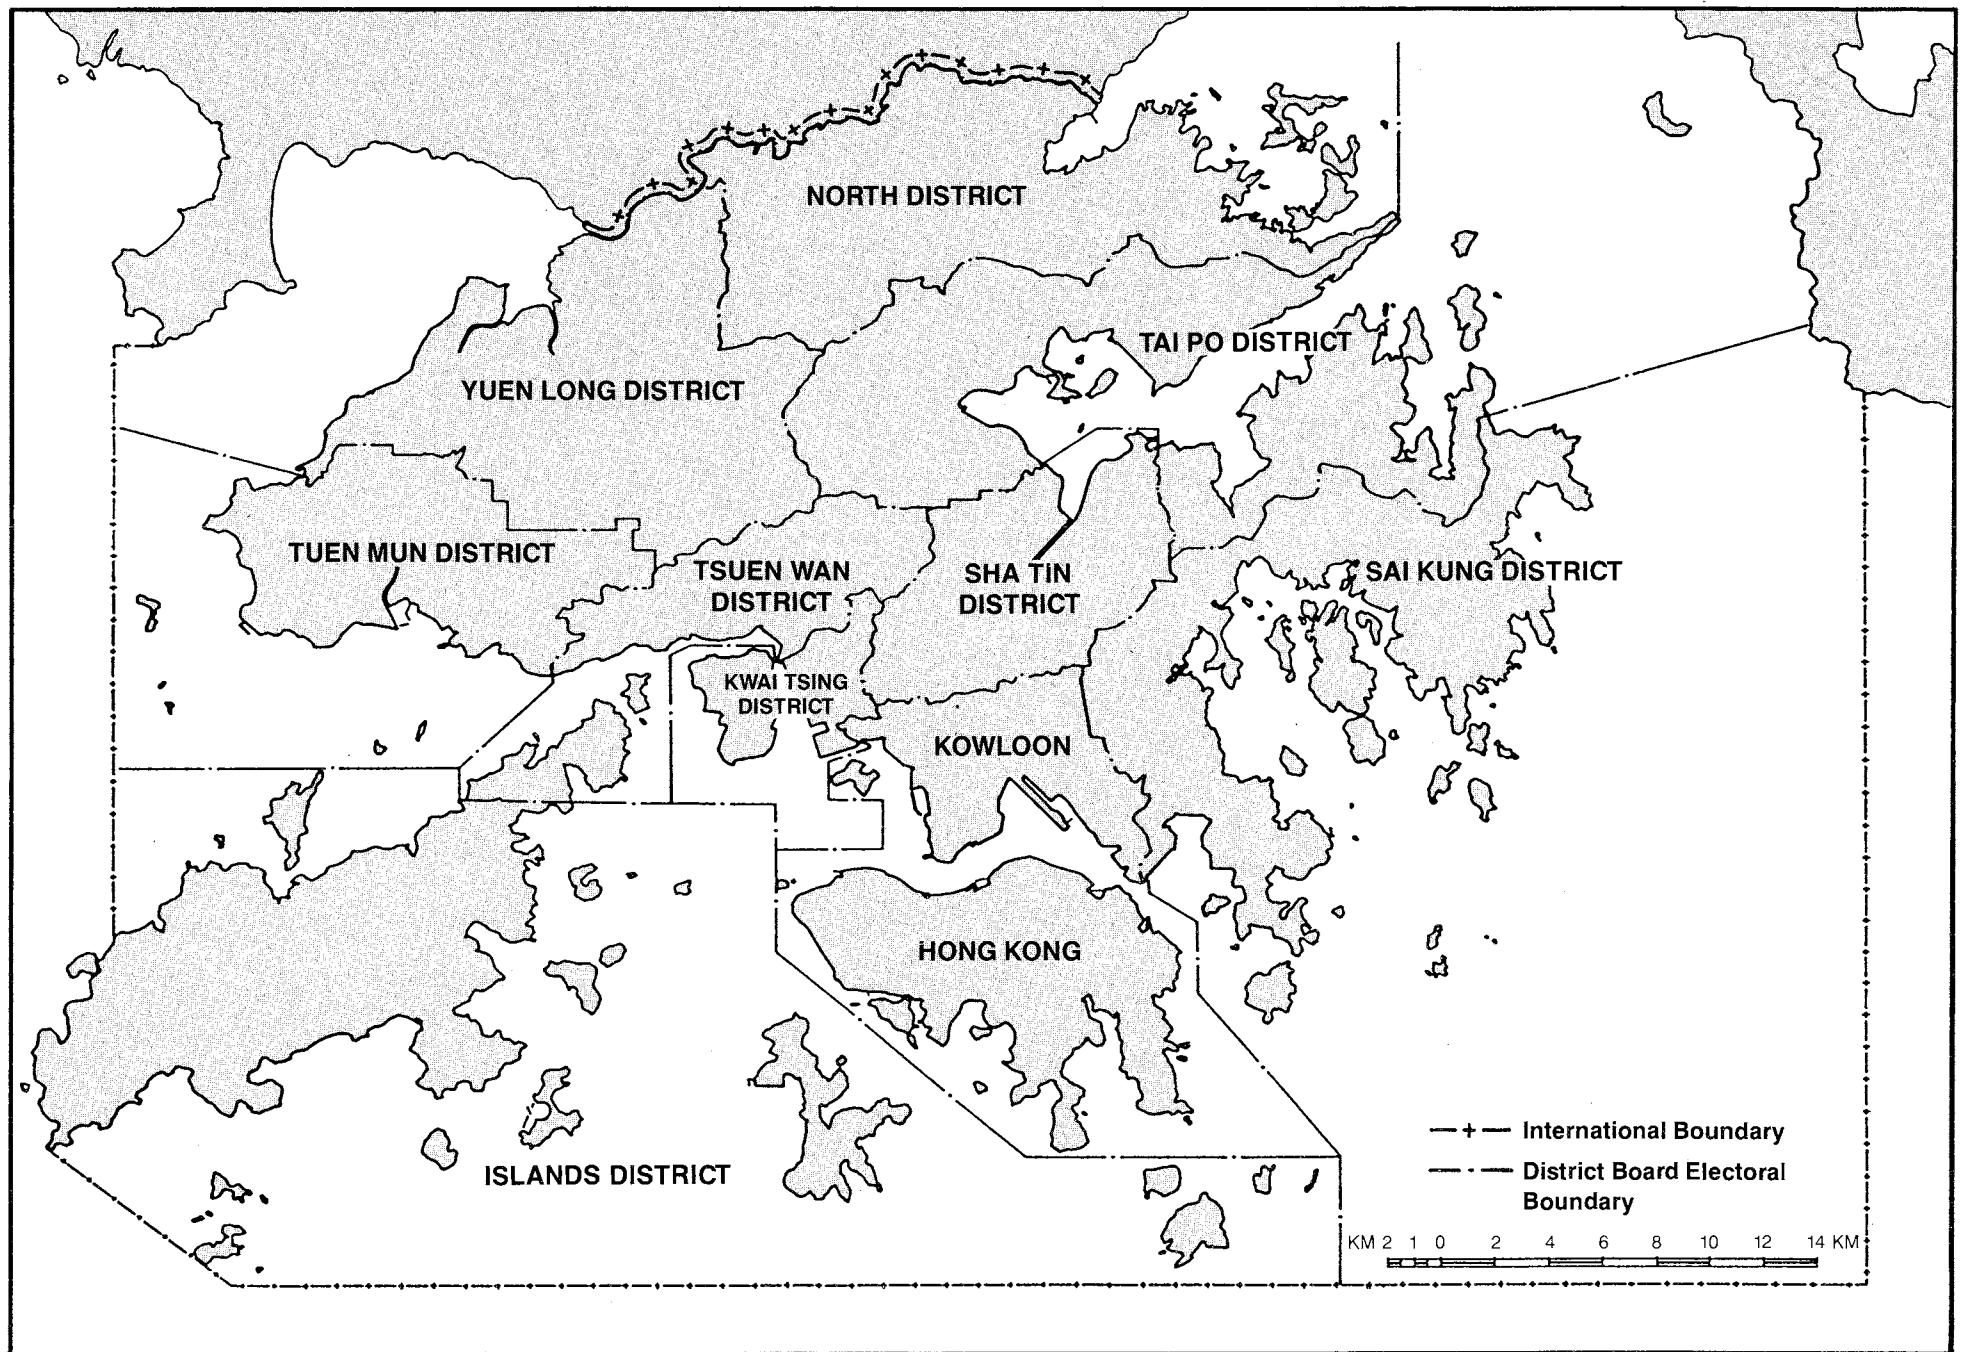 NORTH DISTRICT
TAI PO DISTRICT
YUEN LONG DISTRICT
TUEN MUN DISTRICT
TSUEN WAN
DISTRICT
SHA TIN
DISTRICT
SAI KUNG DISTRICT
KWAI TSING
DISTRICT
KOWLOON
HONG KONG
ISLANDS DISTRICT
International Boundary
District Board Electoral
Boundary
KM 2 1 0 2 4 6 8 10 12 14 KM